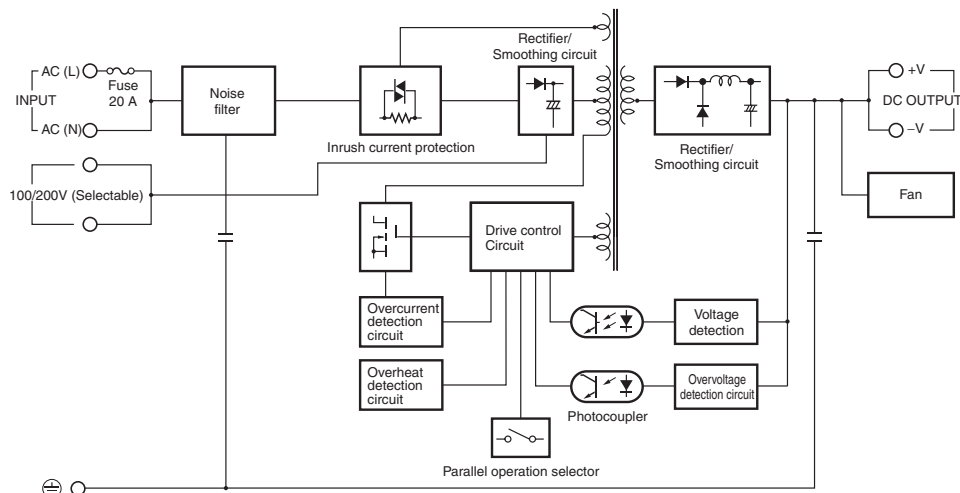 AC (L)
Fuse
20 A
INPUT
AC (N)
100/200V (Selectable)
Noise
filter
Inrush current protection
Rectifier/
Smoothing circuit
Rectifier/
Smoothing circuit
+V
DC OUTPUT
−V
Fan
Drive control
Circuit
Overcurrent
detection
circuit
Overheat
detection
circuit
Voltage
detection
Overvoltage
detection circuit
Photocoupler
Parallel operation selector